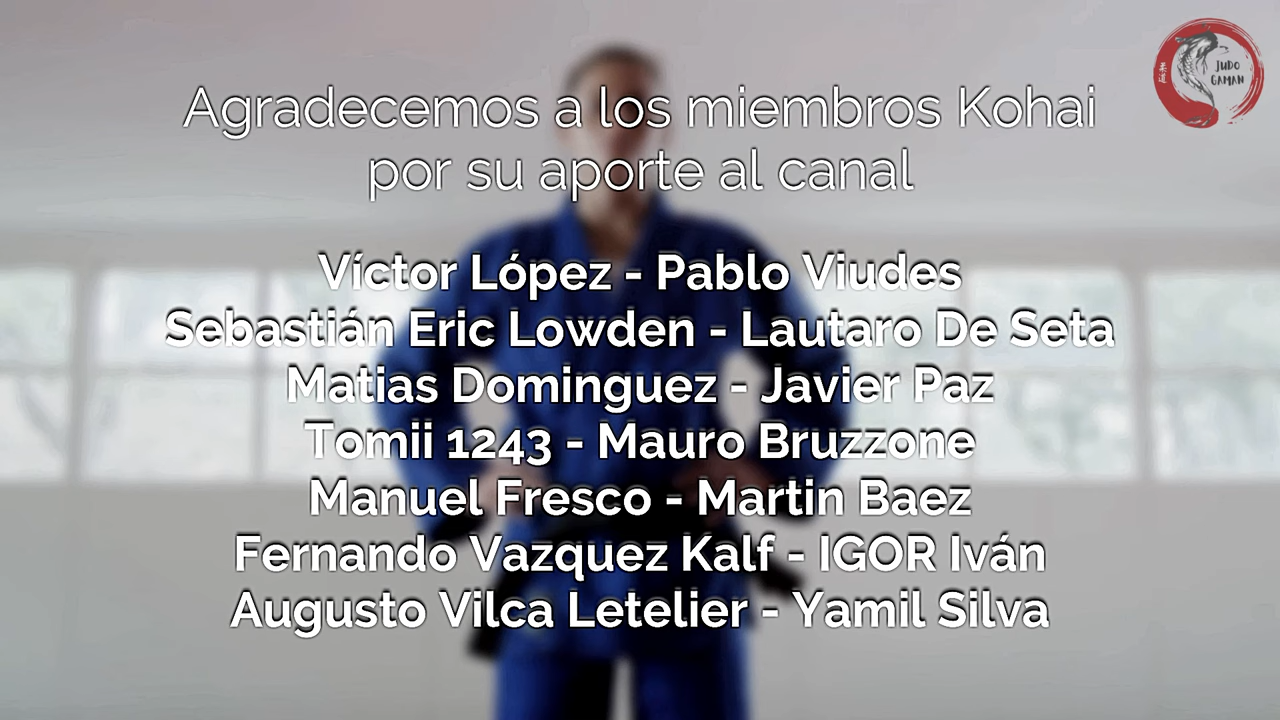 Agradecemos a los miembros Kohai
por su aporte al canal
Víctor López - Pablo Viudes
Sebastián Eric Lowden - Lautaro De Seta
Matias Dominguez - Javier Paz
Tomii 1243 - Mauro Bruzzone
Manuel Fresco - Martin Baez
Fernando Vazquez Kalf - IGOR Iván
Augusto Vilca Letelier - Yamil Silva
JUDO
GAMAN